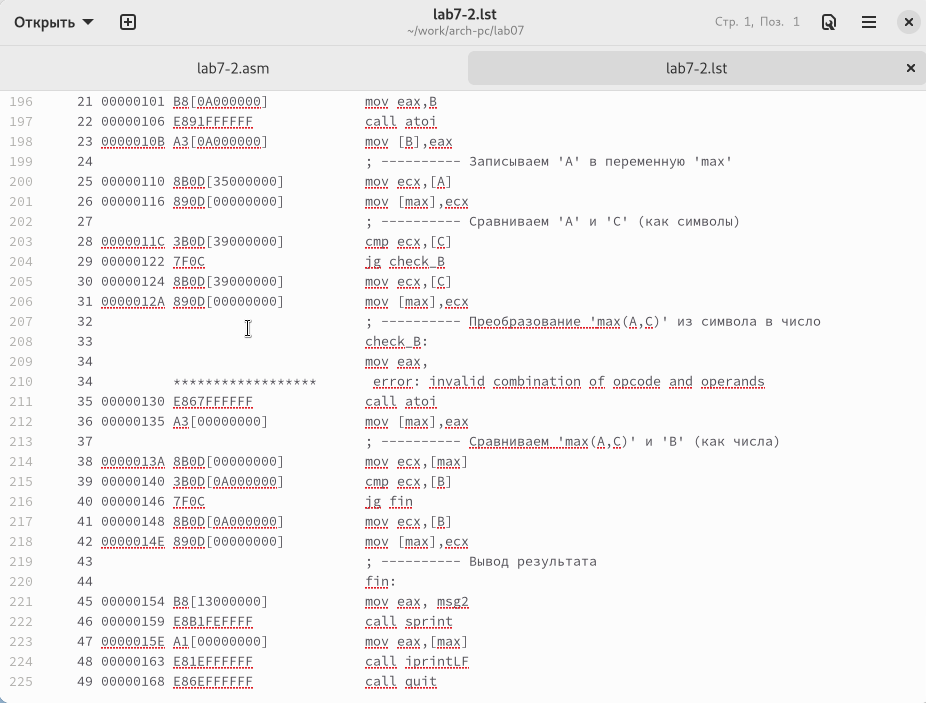 Открыть
lab7-2.lst
~/work/arch-pc/lab07
Стр. 1, Поз. 1
lab7-2.asm
lab7-2.lst
196 21 00000101 B8[0A000000] mov eax,B
197 22 00000106 E891FFFFFF call atoi
198 23 0000010B A3[0A000000] mov [B],eax
199 24 ; ---------- Записываем 'A' в переменную 'max'
200 25 00000110 8B0D[35000000] mov ecx,[A]
201 26 00000116 890D[00000000] mov [max],ecx
202 27 ; ---------- Сравниваем 'A' и 'С' (как символы)
203 28 0000011C 3B0D[39000000] cmp ecx,[C]
204 29 00000122 7F0C jg check_B
205 30 00000124 8B0D[39000000] mov ecx,[C]
206 31 0000012A 890D[00000000] mov [max],ecx
207 32 ; ---------- Преобразование 'max(A,C)' из символа в число
208 33 check_B:
209 34 mov eax,
210 34 ****************** error: invalid combination of opcode and operands
211 35 00000130 E867FFFFFF call atoi
212 36 00000135 A3[00000000] mov [max],eax
213 37 ; ---------- Сравниваем 'max(A,C)' и 'B' (как числа)
214 38 0000013A 8B0D[00000000] mov ecx,[max]
215 39 00000140 3B0D[0A000000] cmp ecx,[B]
216 40 00000146 7F0C jg fin
217 41 00000148 8B0D[0A000000] mov ecx,[B]
218 42 0000014E 890D[00000000] mov [max],ecx
219 43 ; ---------- Вывод результата
220 44 fin:
221 45 00000154 B8[13000000] mov eax, msg2
222 46 00000159 E8B1FEFFFF call sprint
223 47 0000015E A1[00000000] mov eax,[max]
224 48 00000163 E81EFFFFFF call iprintLF
225 49 00000168 E86EFFFFFF call quit